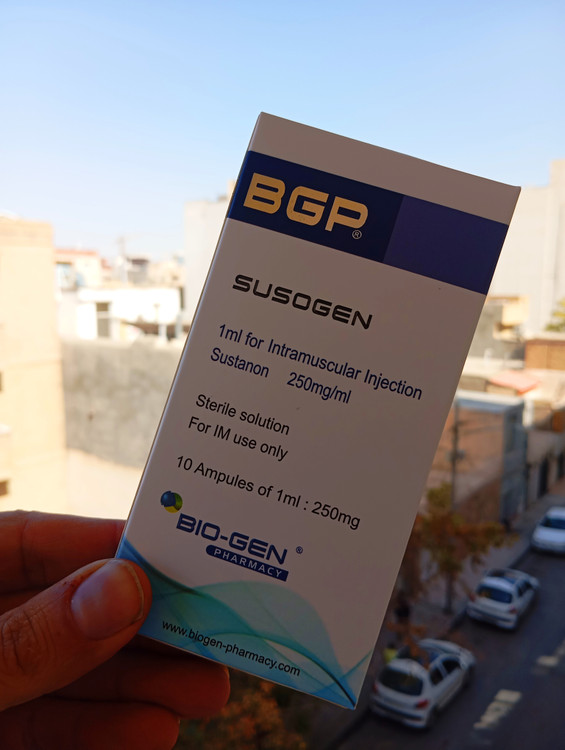 BGP®
SUSOGEN
1ml for Intramuscular Injection
Sustanon 250mg/ml
Sterile solution
For IM use only
10 Ampules of 1ml : 250mg
BIO-GEN®
PHARMACY
www.biogen-pharmacy.com